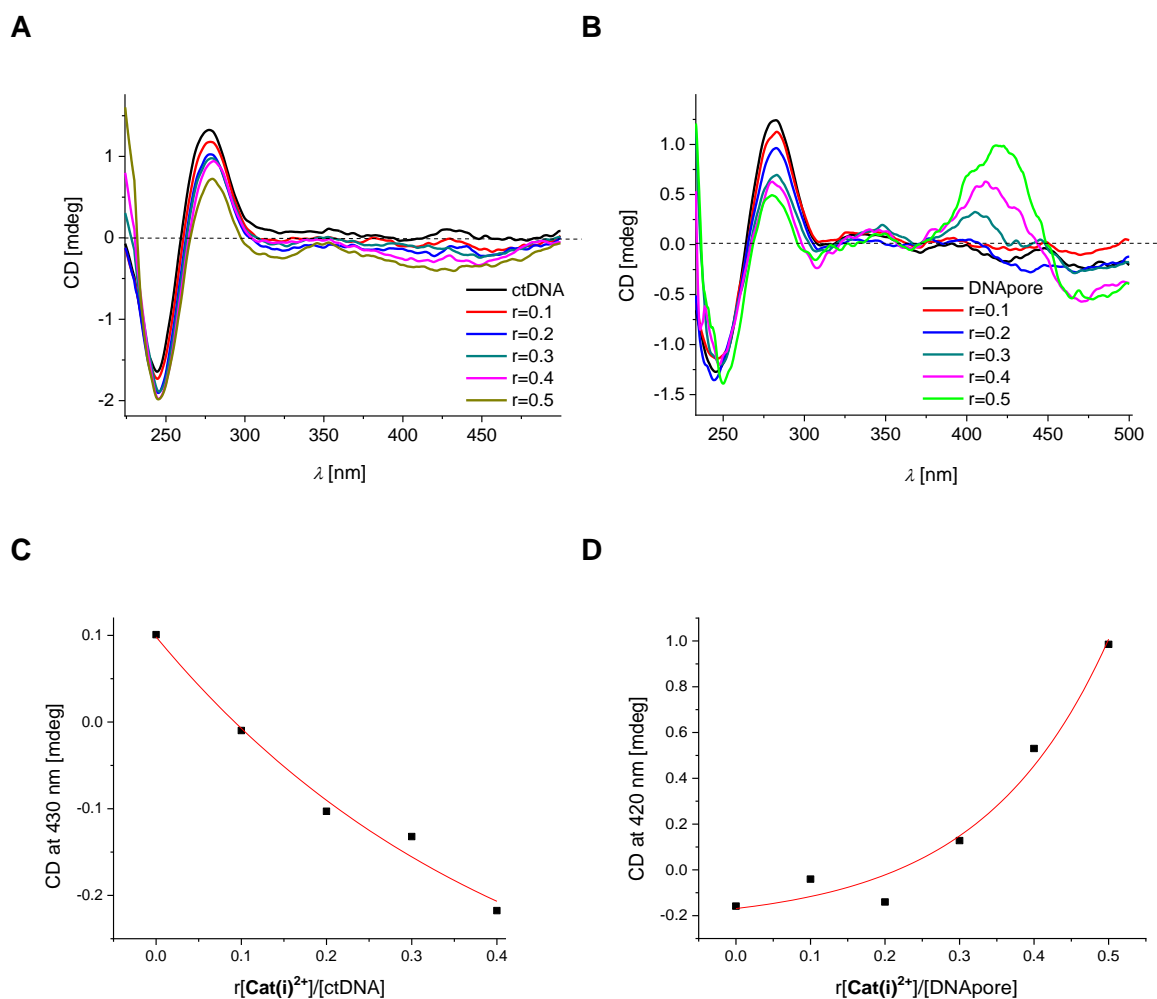 A
CD [mdeg]
1
0
-1
-2
250
300
350
400
450
λ [nm]
ctDNA
r=0.1
r=0.2
r=0.3
r=0.4
r=0.5
B
CD [mdeg]
1.0
0.5
0.0
-0.5
-1.0
-1.5
250
300
350
400
450
500
λ [nm]
DNApore
r=0.1
r=0.2
r=0.3
r=0.4
r=0.5
C
CD at 430 nm [mdeg]
0.1
0.0
-0.1
-0.2
0.0
0.1
0.2
0.3
0.4
r[Cat(i)²⁺]/[ctDNA]
D
CD at 420 nm [mdeg]
1.0
0.8
0.6
0.4
0.2
0.0
-0.2
0.0
0.1
0.2
0.3
0.4
0.5
r[Cat(i)²⁺]/[DNApore]